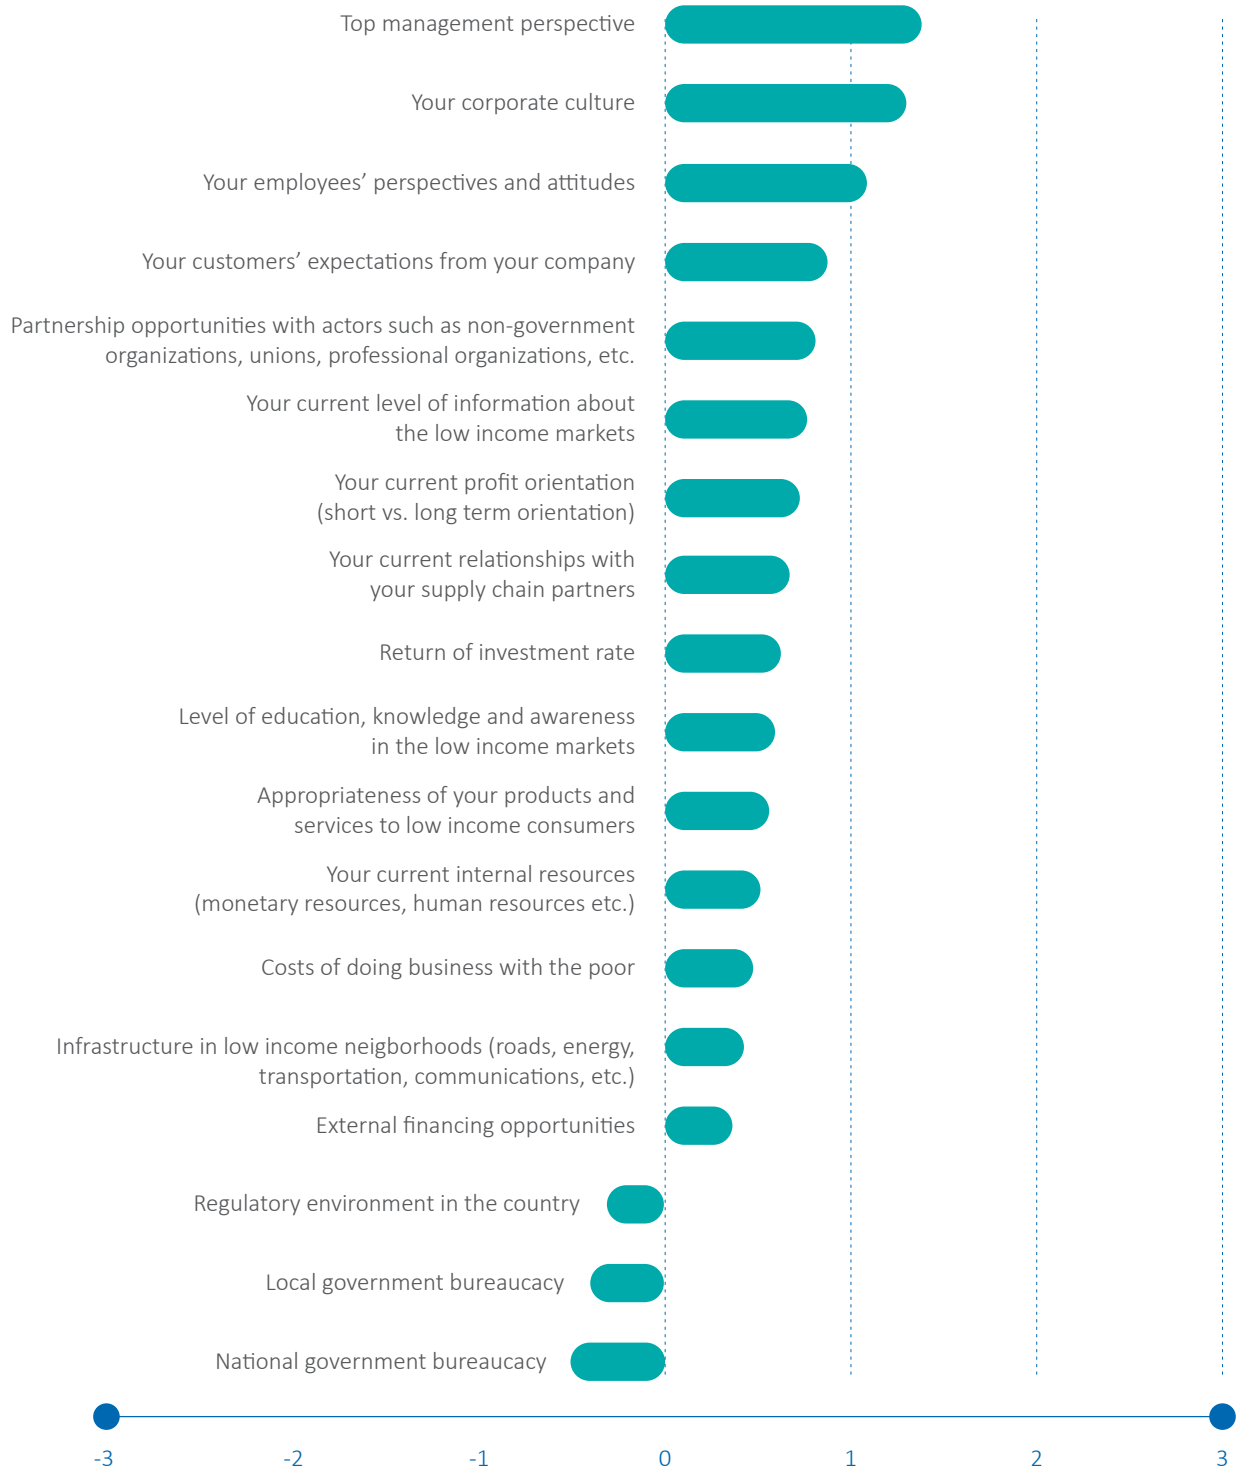 Top management perspective
Your corporate culture
Your employees’ perspectives and attitudes
Your customers’ expectations from your company
Partnership opportunities with actors such as non-government
organizations, unions, professional organizations, etc.
Your current level of information about
the low income markets
Your current profit orientation
(short vs. long term orientation)
Your current relationships with
your supply chain partners
Return of investment rate
Level of education, knowledge and awareness
in the low income markets
Appropriateness of your products and
services to low income consumers
Your current internal resources
(monetary resources, human resources etc.)
Costs of doing business with the poor
Infrastructure in low income neigborhoods (roads, energy,
transportation, communications, etc.)
External financing opportunities
Regulatory environment in the country
Local government bureaucacy
National government bureaucacy
-3 -2 -1 0 1 2 3